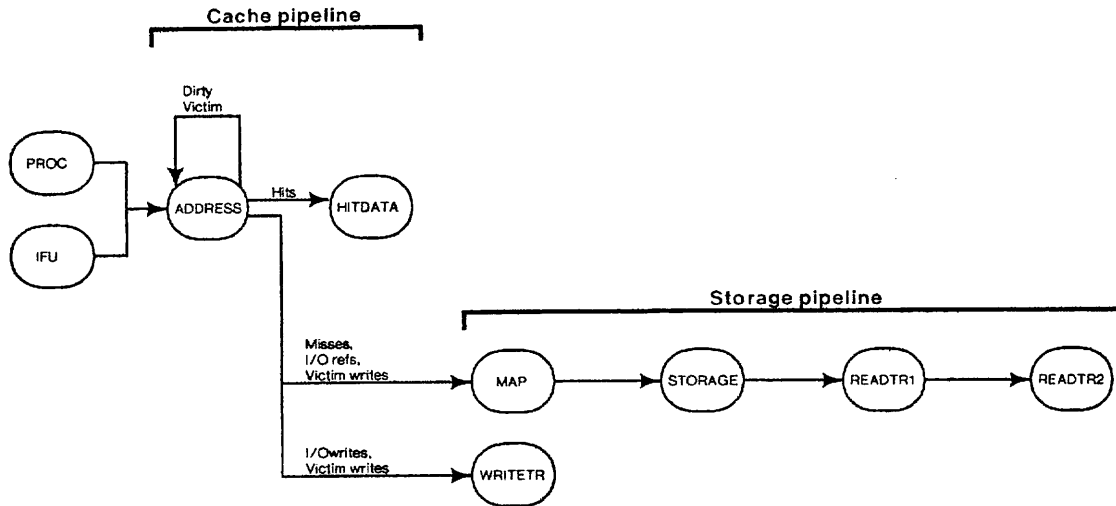 Cache pipeline
Dirty
Victim
PROC
ADDRESS
Hits
HITDATA
IFU
Storage pipeline
Misses,
I/O refs,
Victim writes
MAP
STORAGE
READTR1
READTR2
I/Owrites,
Victim writes
WRITETR